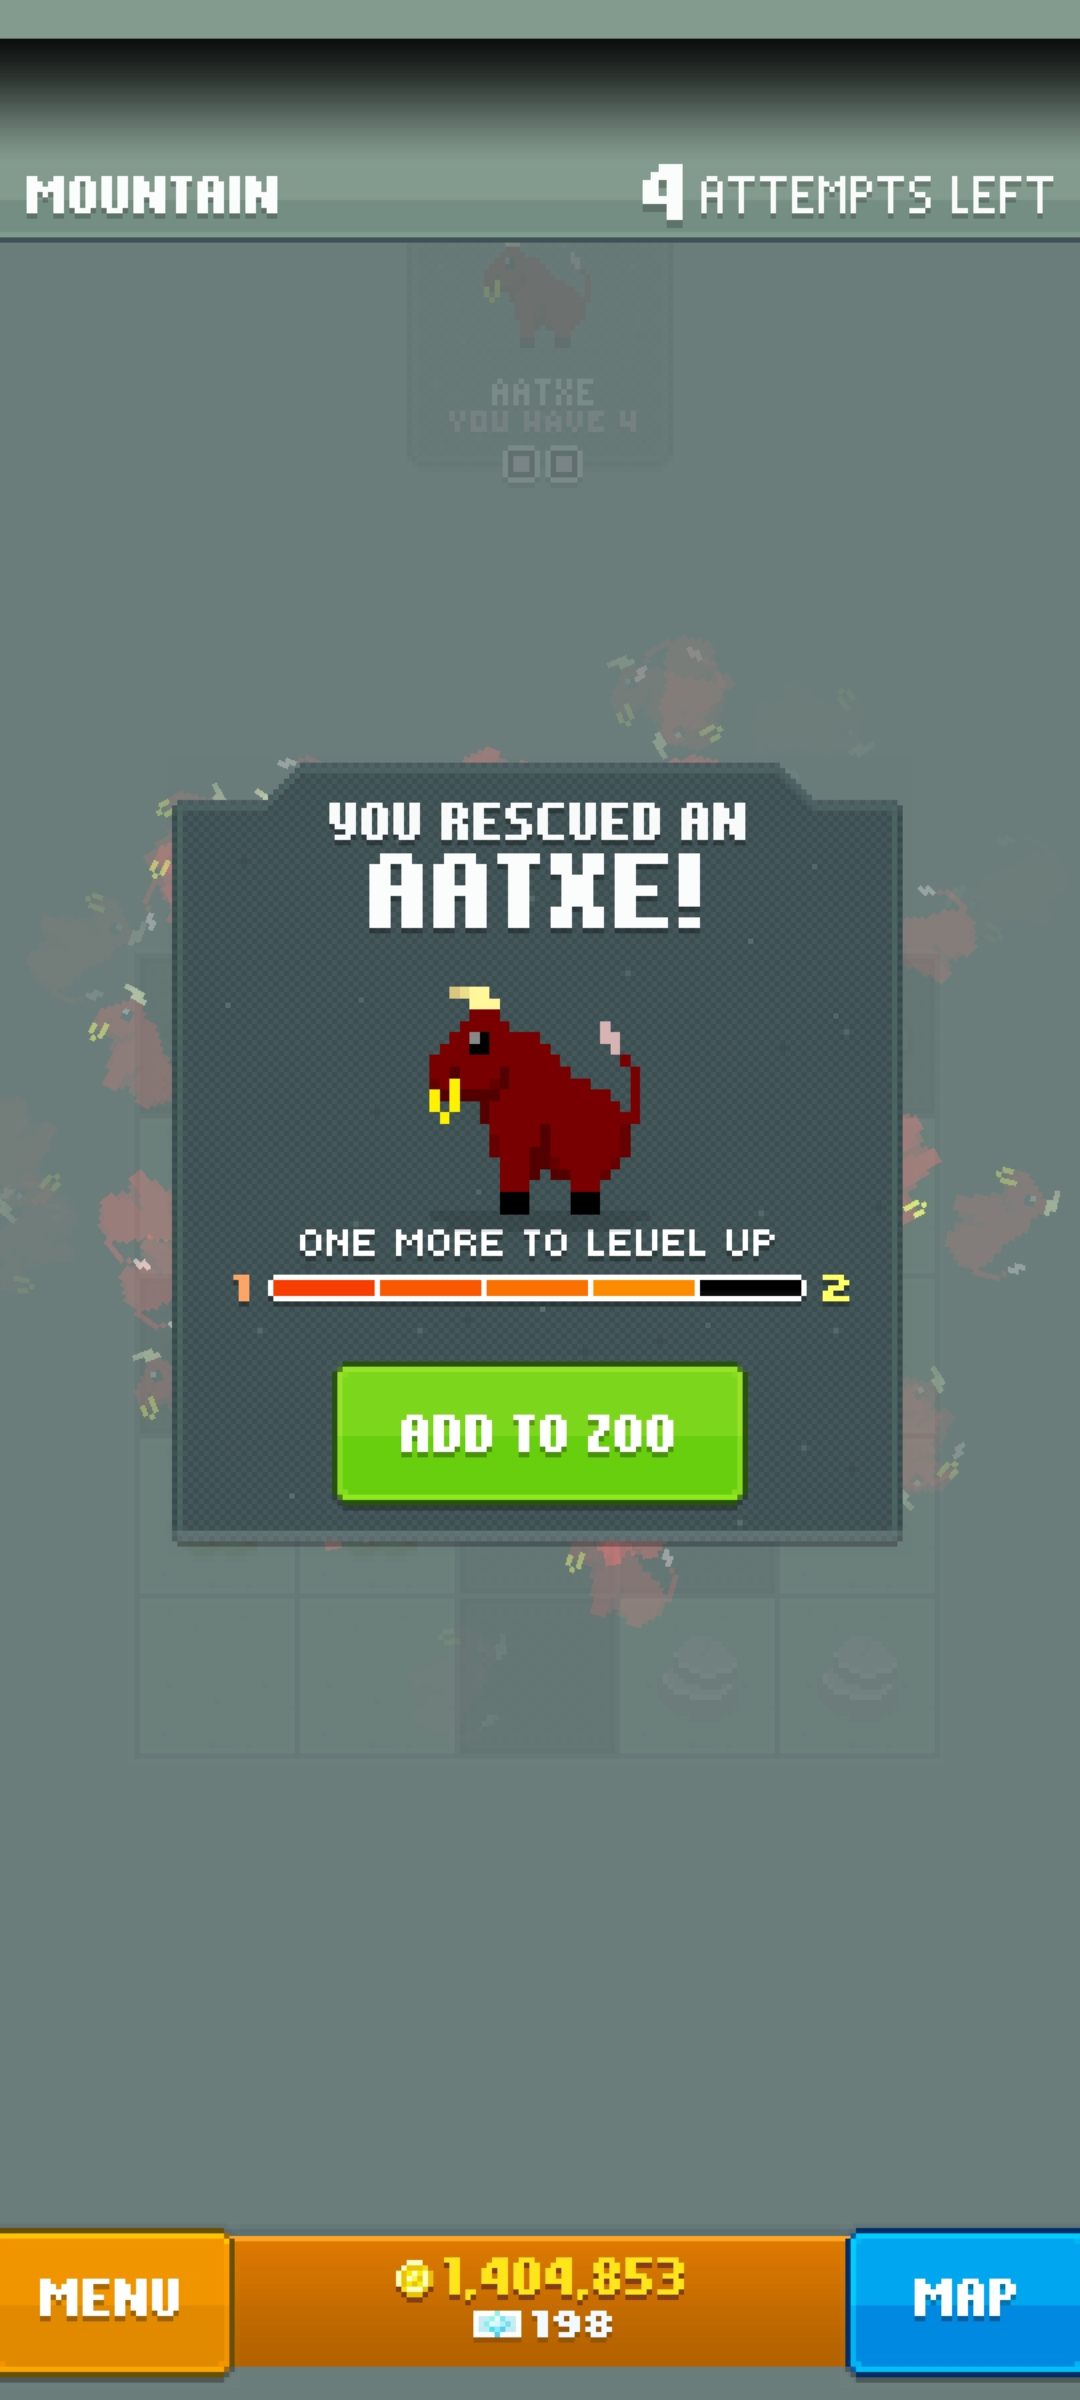 MOUNTAIN
4 ATTEMPTS LEFT
AATXE
YOU HAVE 4
YOU RESCUED AN
AATXE!
ONE MORE TO LEVEL UP
1 2
ADD TO ZOO
MENU
1,404,853
198
MAP